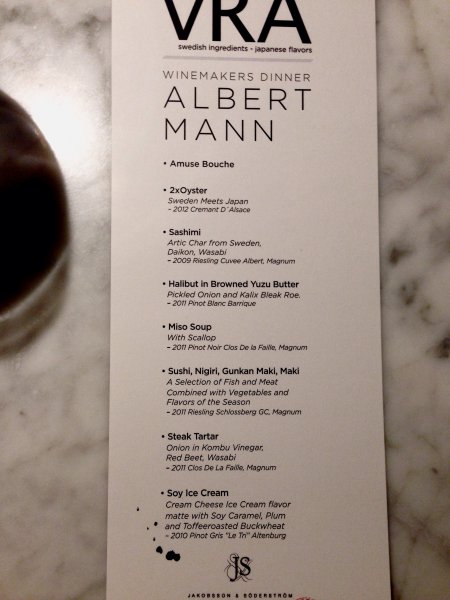 VRA
swedish ingredients - japanese flavors
WINEMAKERS DINNER
ALBERT
MANN
• Amuse Bouche
• 2xOyster
Sweden Meets Japan
- 2012 Cremant D´Alsace
• Sashimi
Artic Char from Sweden,
Daikon, Wasabi
– 2009 Riesling Cuvee Albert, Magnum
• Halibut in Browned Yuzu Butter
Pickled Onion and Kalix Bleak Roe.
– 2011 Pinot Blanc Barrique
• Miso Soup
With Scallop
– 2011 Pinot Noir Clos De la Faille, Magnum
• Sushi, Nigiri, Gunkan Maki, Maki
A Selection of Fish and Meat
Combined with Vegetables and
Flavors of the Season
– 2011 Riesling Schlossberg GC, Magnum
• Steak Tartar
Onion in Kombu Vinegar,
Red Beet, Wasabi
– 2011 Clos De La Faille, Magnum
• Soy Ice Cream
Cream Cheese Ice Cream flavor
matte with Soy Caramel, Plum
and Toffeeroasted Buckwheat
– 2010 Pinot Gris "Le Tri" Altenburg
JS
JAKOBSSON & SÖDERSTRÖM